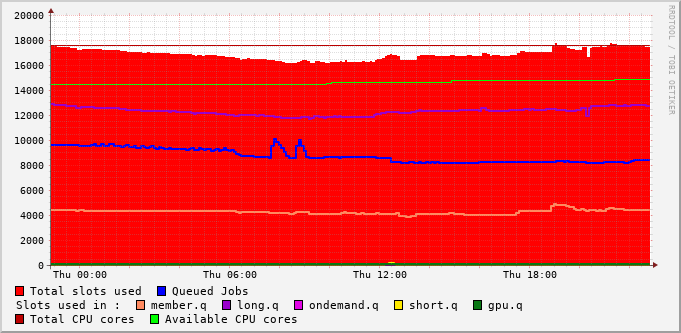 20000
18000
16000
14000
12000
10000
8000
6000
4000
2000
0
Thu 00:00 Thu 06:00 Thu 12:00 Thu 18:00
RRDTOOL / TOBI OETIKER
Total slots used Queued Jobs
Slots used in : member.q long.q ondemand.q short.q gpu.q
Total CPU cores Available CPU cores